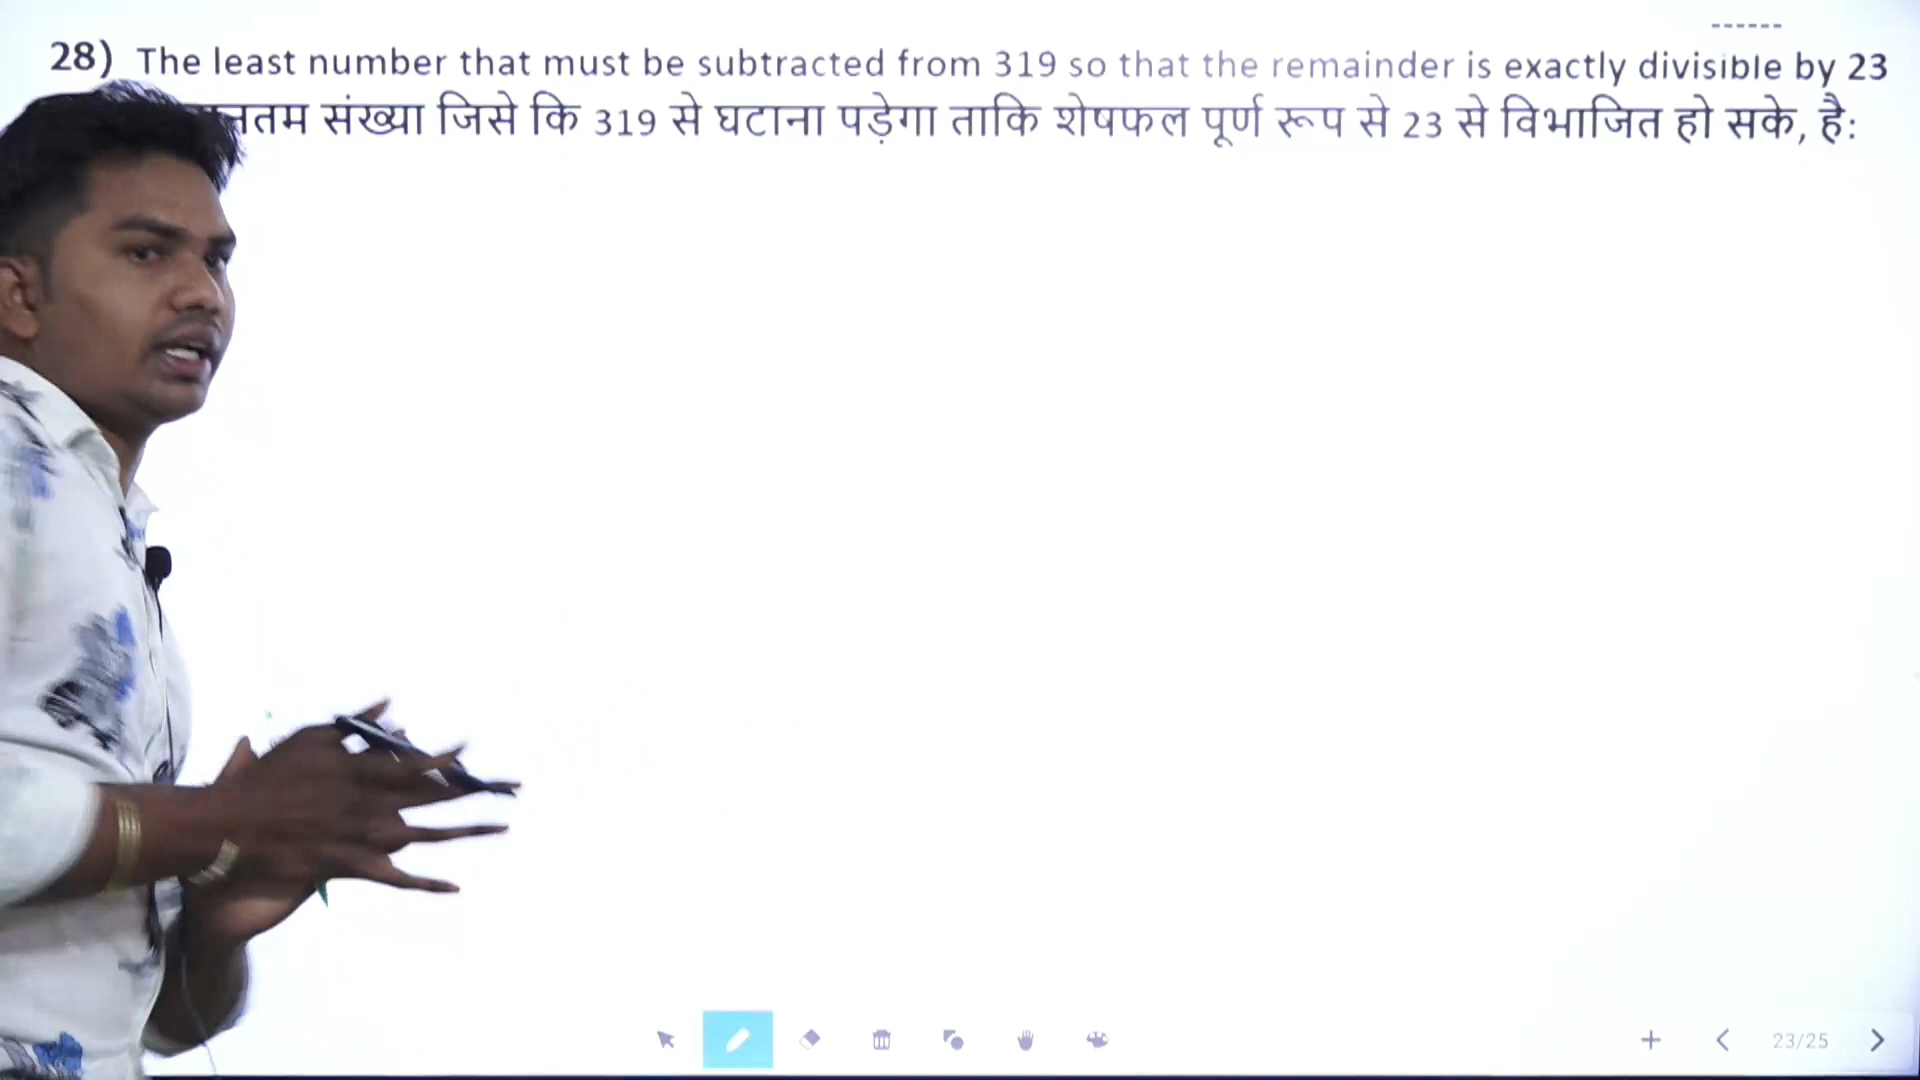 28) The least number that must be subtracted from 319 so that the remainder is exactly divisible by 23
संख्या जिसे कि 319 से घटाना पड़ेगा ताकि शेषफल पूर्ण रूप से 23 से विभाजित हो सके, है:
23/25